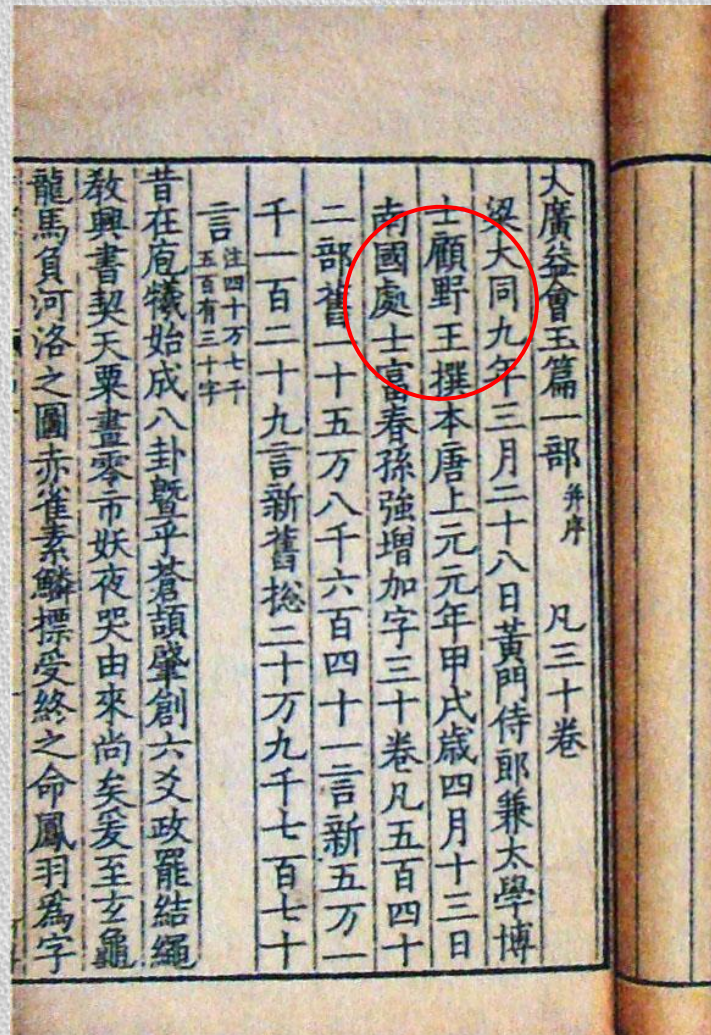 大廣益會玉篇一部 并序 凡三十卷
梁大同九年三月二十八日黃門侍郎兼太學博
士顧野王撰本唐上元元年甲戌歳四月十三日
南國處士富春孫強增加字三十卷凡五百四十
二部舊一十五万八千六百四十一言新五万一
千一百二十九言新舊揔二十万九千七百七十
言 注四十万七千五百有三十字
昔在庖犧始成八卦曁乎蒼頡肇創六爻政罷結繩
教興書契天粟晝零市妖夜哭由來尚矣爰至玄龜
龍馬負河洛之圖赤雀素鱗摽受終之命鳳羽爲字